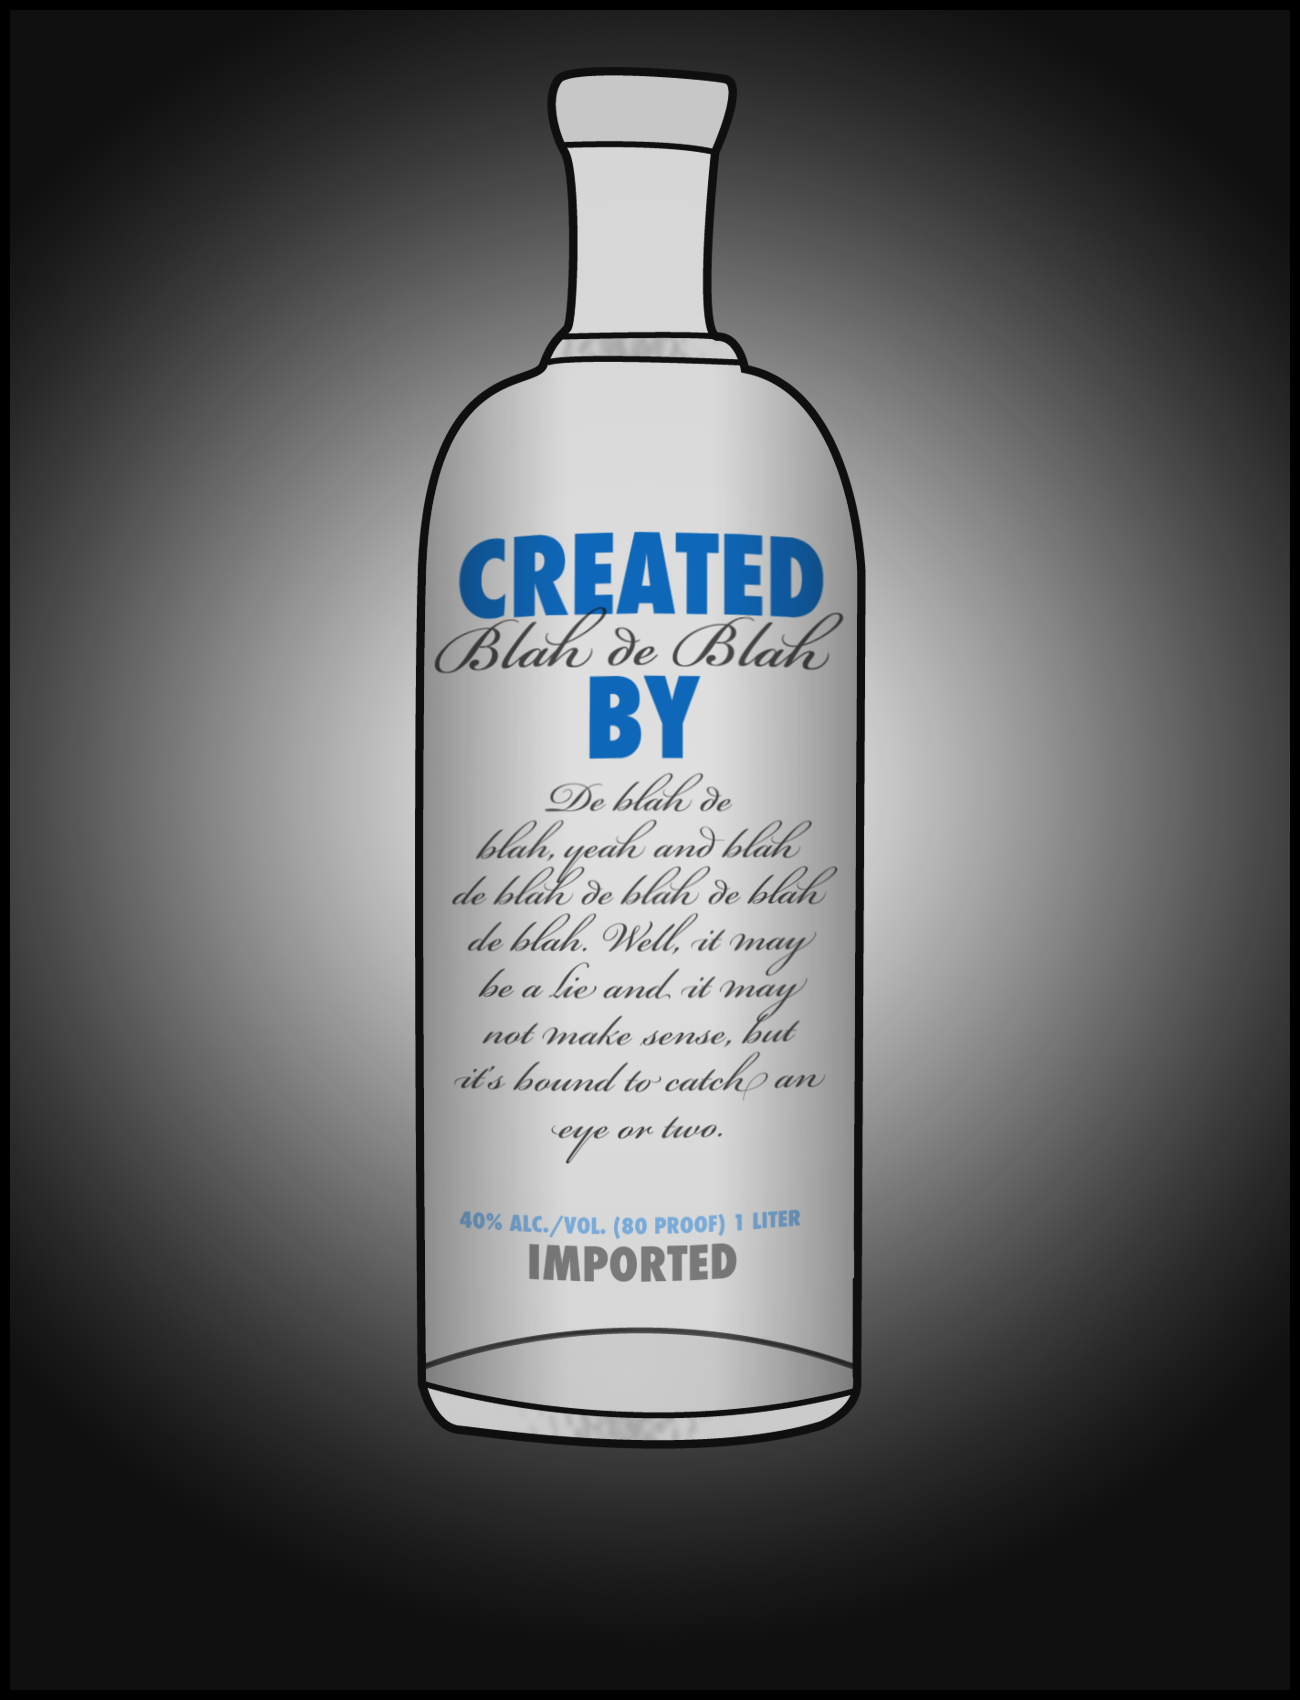 CREATED
Blah de Blah
BY
De blah de
blah, yeah and blah
de blah de blah de blah
de blah. Well, it may
be a lie and it may
not make sense, but
it's bound to catch an
eye or two.
40% ALC./VOL. (80 PROOF) 1 LITER
IMPORTED